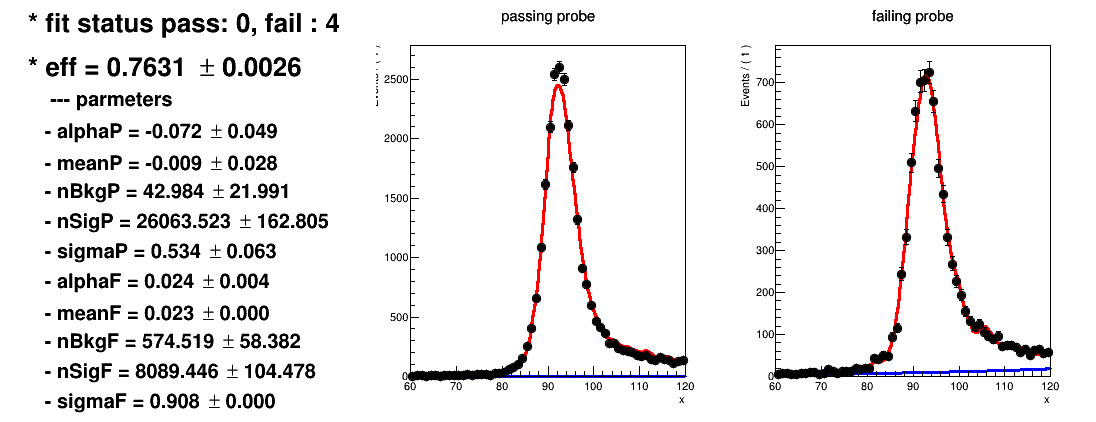 * fit status pass: 0, fail : 4
* eff = 0.7631 ± 0.0026
--- parmeters
- alphaP = -0.072 ± 0.049
- meanP = -0.009 ± 0.028
- nBkgP = 42.984 ± 21.991
- nSigP = 26063.523 ± 162.805
- sigmaP = 0.534 ± 0.063
- alphaF = 0.024 ± 0.004
- meanF = 0.023 ± 0.000
- nBkgF = 574.519 ± 58.382
- nSigF = 8089.446 ± 104.478
- sigmaF = 0.908 ± 0.000
passing probe
2500
2000
1500
1000
500
0
60 70 80 90 100 110 120
x
failing probe
Events / ( 1 )
700
600
500
400
300
200
100
0
60 70 80 90 100 110 120
x